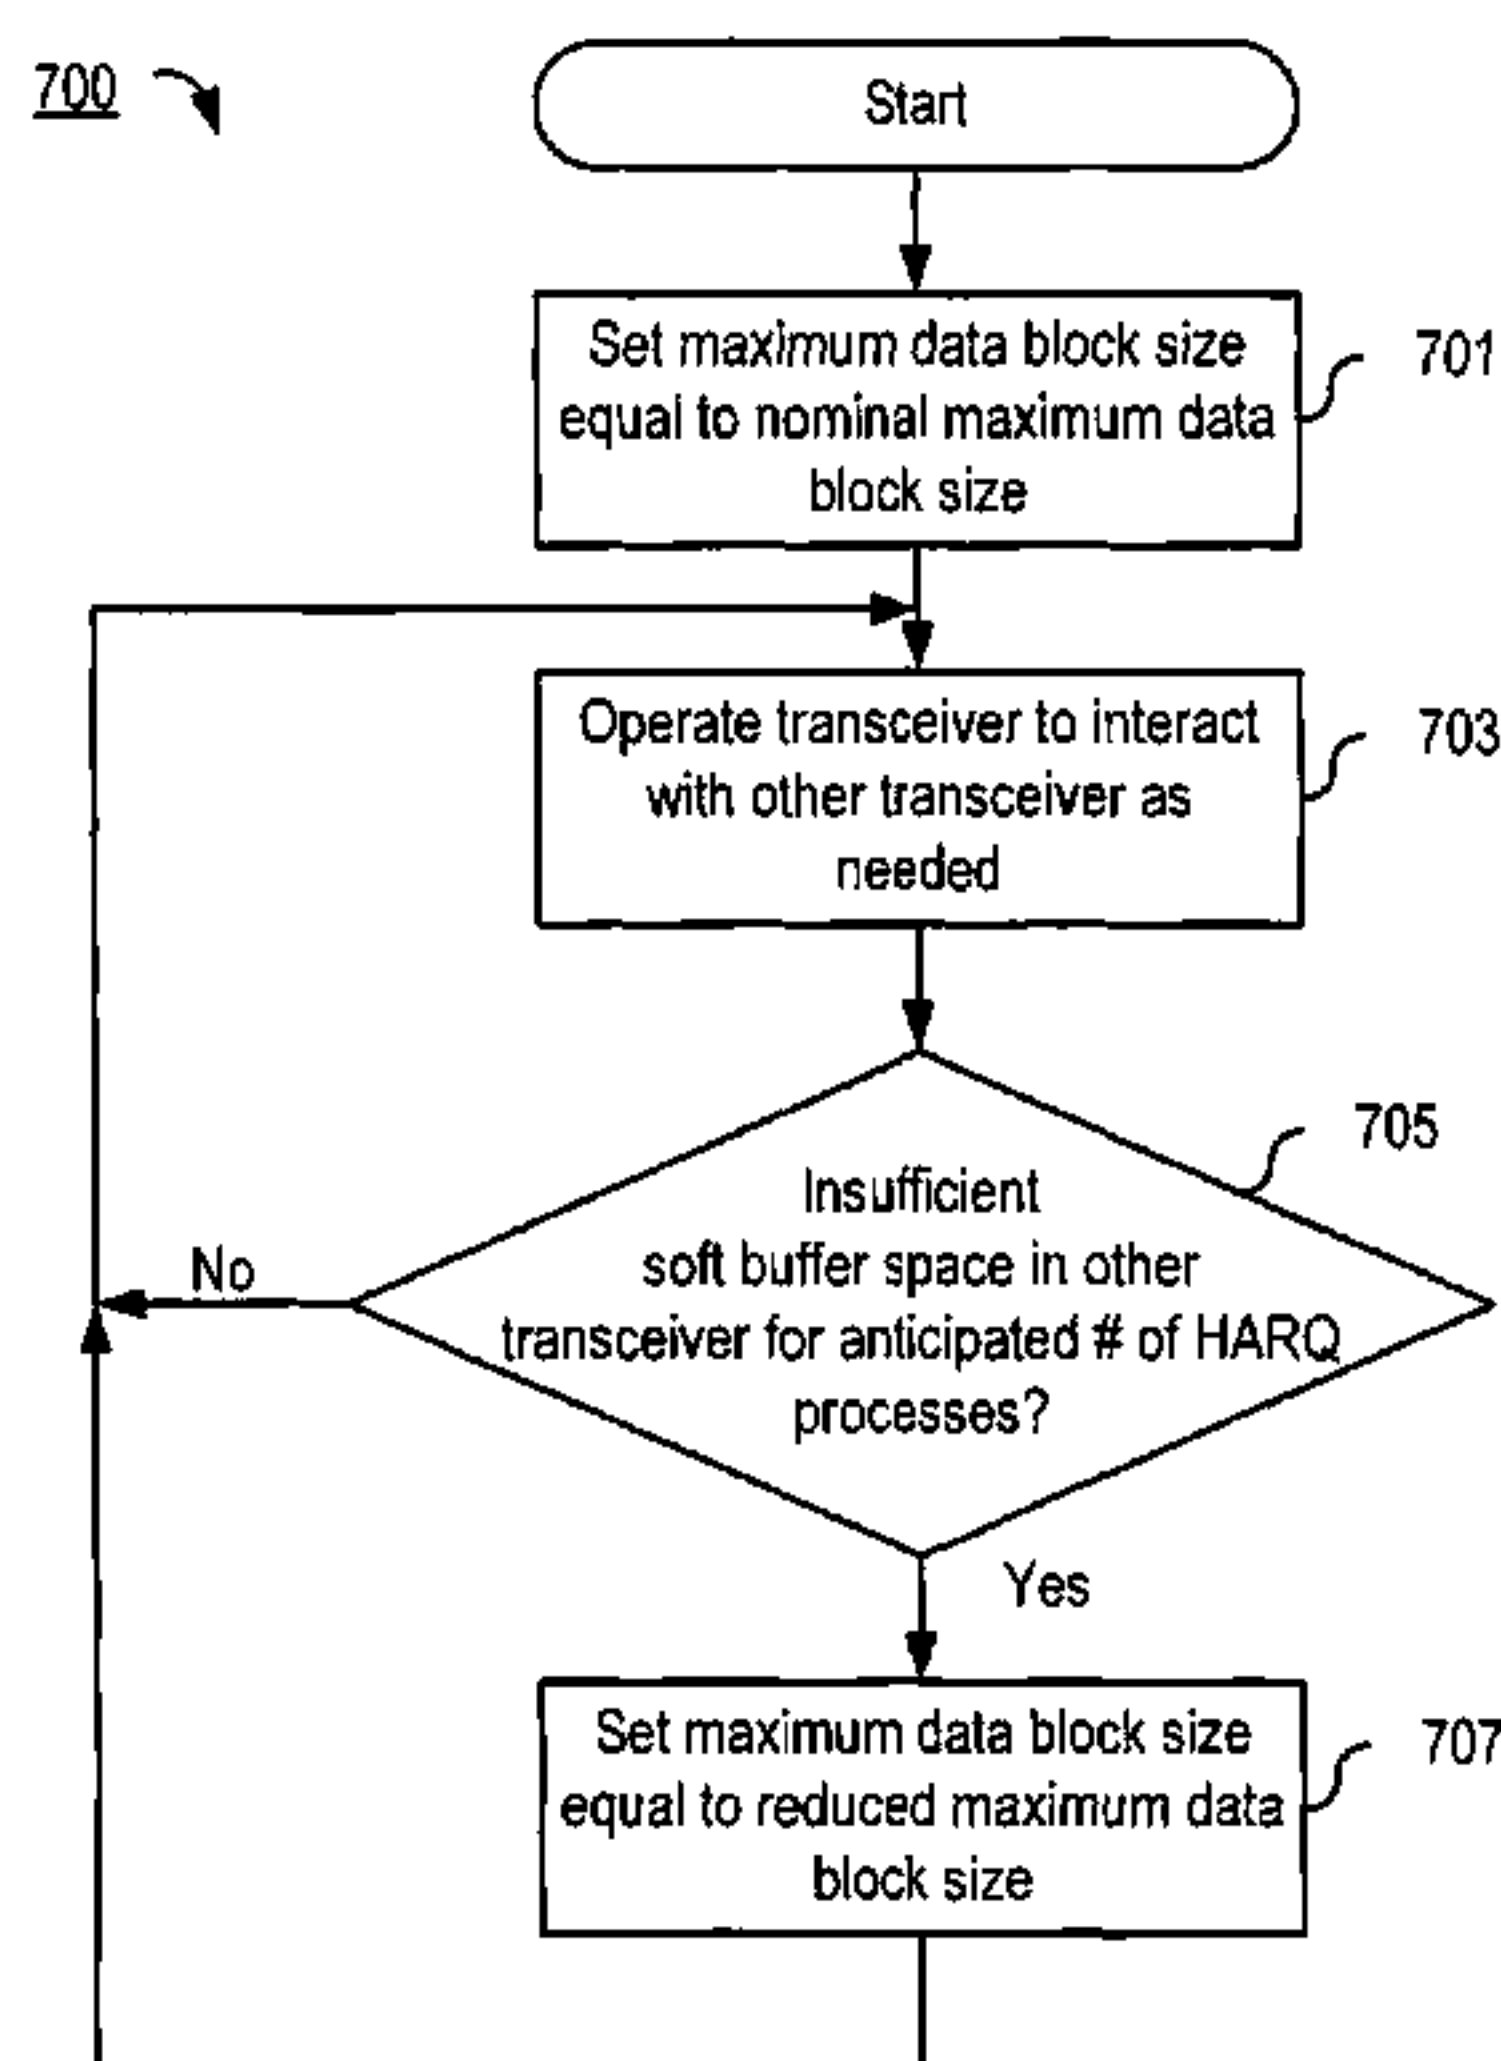 700
Start
Set maximum data block size
equal to nominal maximum data
block size
701
Operate transceiver to interact
with other transceiver as
needed
703
705
Insufficient
soft buffer space in other
transceiver for anticipated # of HARQ
processes?
No
Yes
Set maximum data block size
equal to reduced maximum data
block size
707